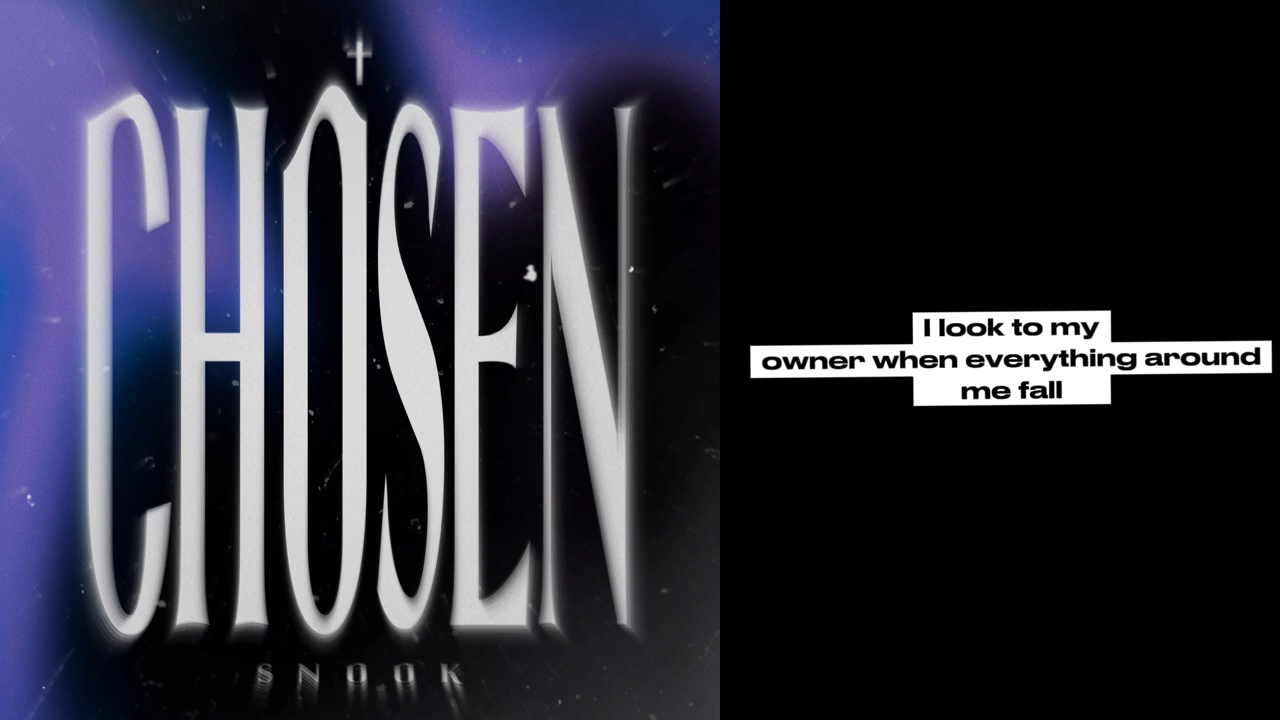 CHOSEN
SNOOK
I look to my
owner when everything around
me fall